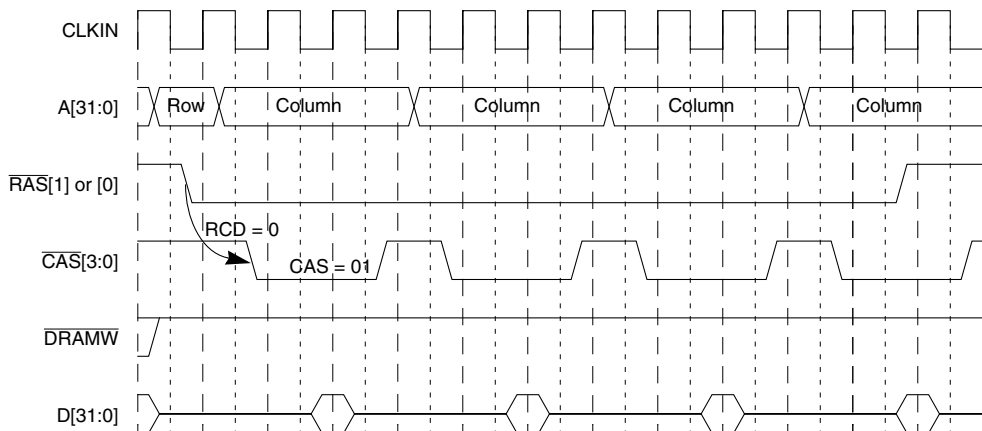 CLKIN
A[31:0] Row Column Column Column Column
RAS[1] or [0]
RCD = 0
CAS[3:0] CAS = 01
DRAMW
D[31:0]